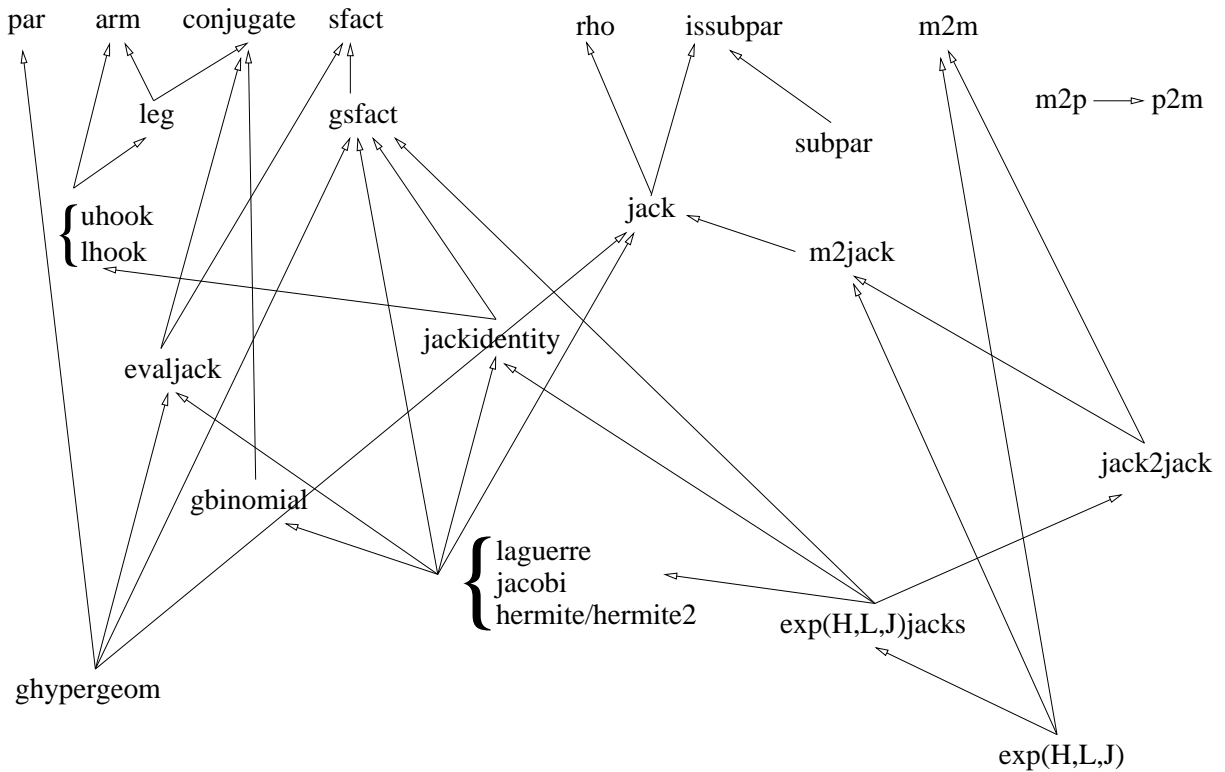 par arm conjugate sfact rho issubpar m2m
m2p p2m
leg gsfact
subpar
uhook
lhook
jack
m2jack
jackidentity
evaljack
jack2jack
gbinomial
laguerre
jacobi
hermite/hermite2
exp(H,L,J)jacks
ghypergeom
exp(H,L,J)